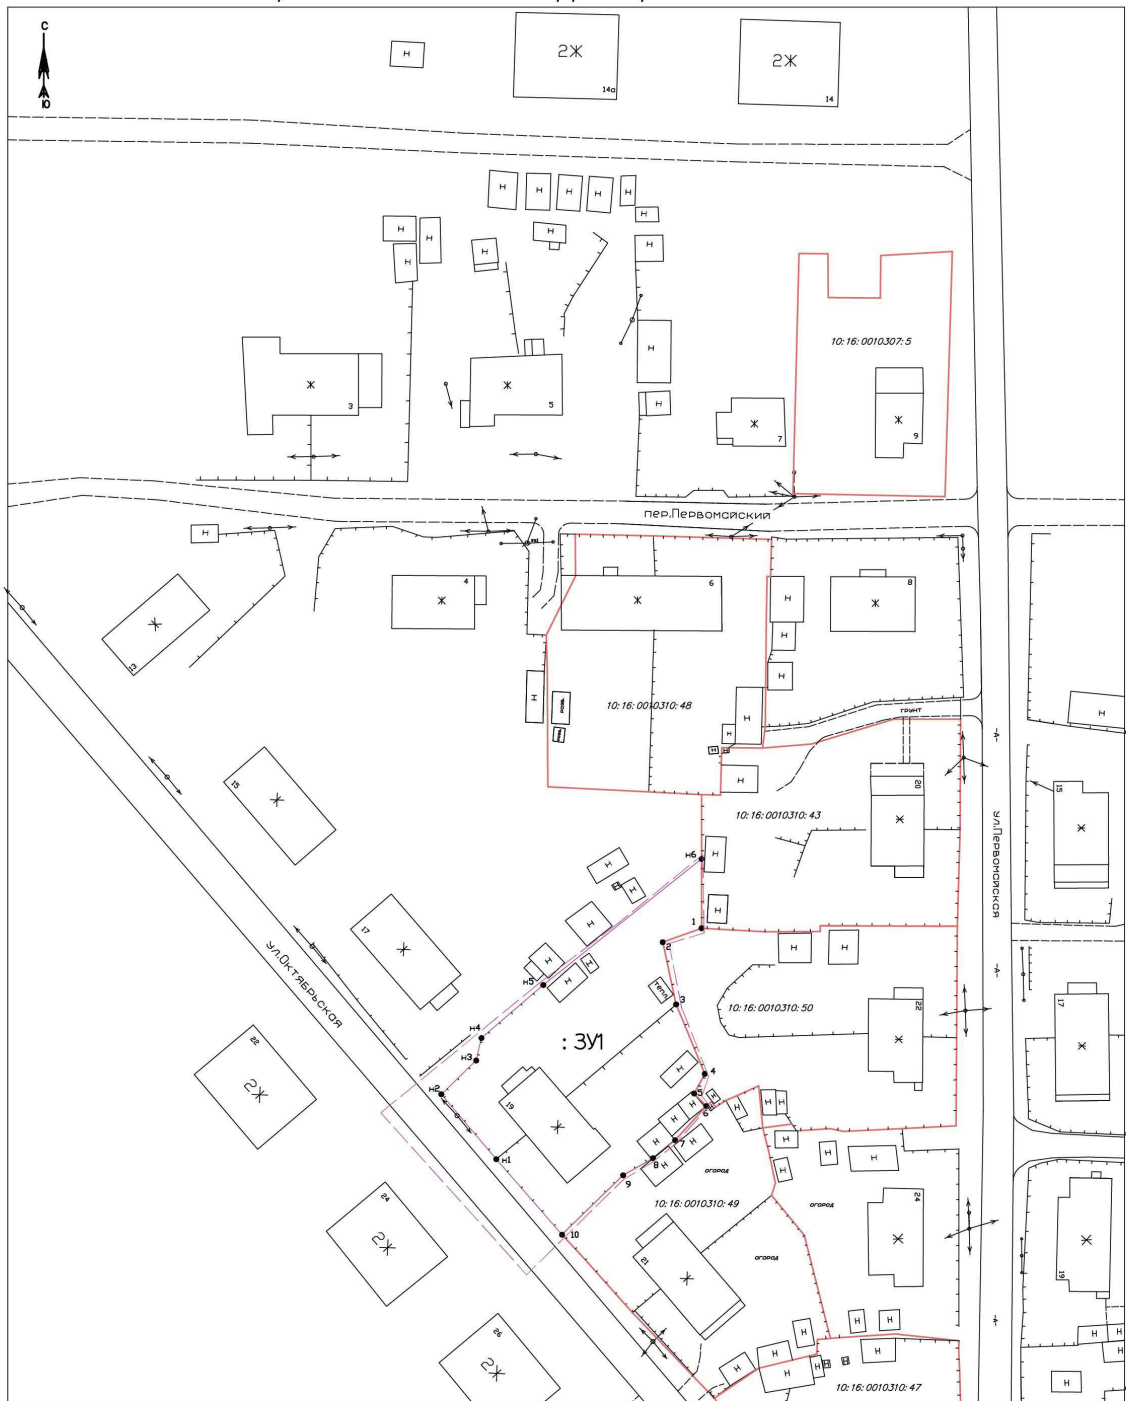 С
Ю
Н
2Ж
14а
2Ж
14
Н
Н
Н
Н
Н
Н
Н
Н
Н
Н
Н
Н
Н
10:16:0010307:5
Н
Ж
3
Ж
5
Н
Ж
7
Ж
9
пер.Первомайский
Н
Ж
13
4
Ж
6
Ж
8
Ж
Н
Н
Н
Н
10:16:0010310:48
Н
Н
Н
Н
грунт
Н
-А-
Н
15
Ж
20
Ж
10:16:0010310:43
ул.Первомайская
15
Ж
н6
Н
Н
Н
Н
Н
1
2
17
Ж
ул.Октябрьская
Н
Н
Н
н5
тепл.
3
Н
Н
-А-
10:16:0010310:50
22
Ж
17
Ж
н4
:ЗУ1
н3
н2
н1
22
2Ж
19
Ж
Н
4
5
6
Н
Н
Н
Н
Н
Н
Н
7
8
9
10
Н
Н
огород
10:16:0010310:49
Н
Н
Н
Н
огород
24
Ж
24
2Ж
21
Ж
огород
19
Ж
-А-
26
2Ж
Н
Н
Н
Н
Н
Н
Н
Н
10:16:0010310:47
Н
Н
Н
Н